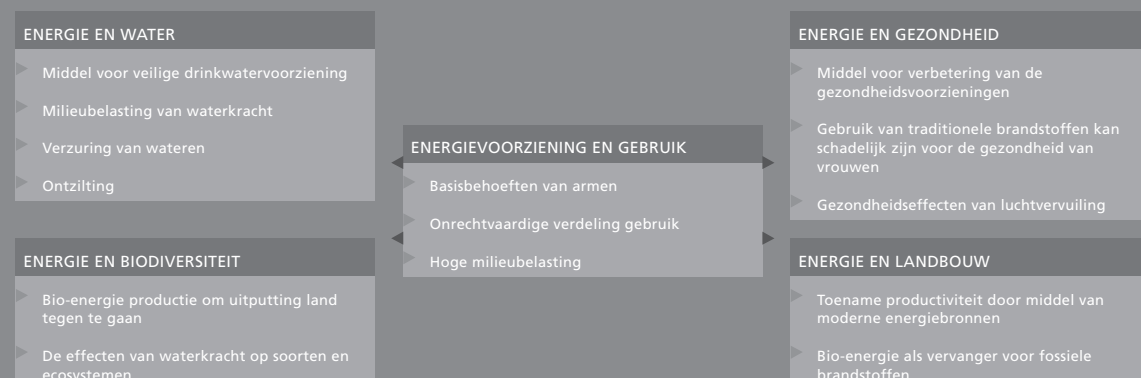 ENERGIE EN WATER
Middel voor veilige drinkwatervoorziening
Milieubelasting van waterkracht
Verzuring van wateren
Ontzilting
ENERGIE EN BIODIVERSITEIT
Bio-energie productie om uitputting land
tegen te gaan
De effecten van waterkracht op soorten en
ecosystemen
ENERGIEVOORZIENING EN GEBRUIK
Basisbehoeften van armen
Onrechtvaardige verdeling gebruik
Hoge milieubelasting
ENERGIE EN GEZONDHEID
Middel voor verbetering van de
gezondheidsvoorzieningen
Gebruik van traditionele brandstoffen kan
schadelijk zijn voor de gezondheid van
vrouwen
Gezondheidseffecten van luchtvervuiling
ENERGIE EN LANDBOUW
Toename productiviteit door middel van
moderne energiebronnen
Bio-energie als vervanger voor fossiele
brandstoffen